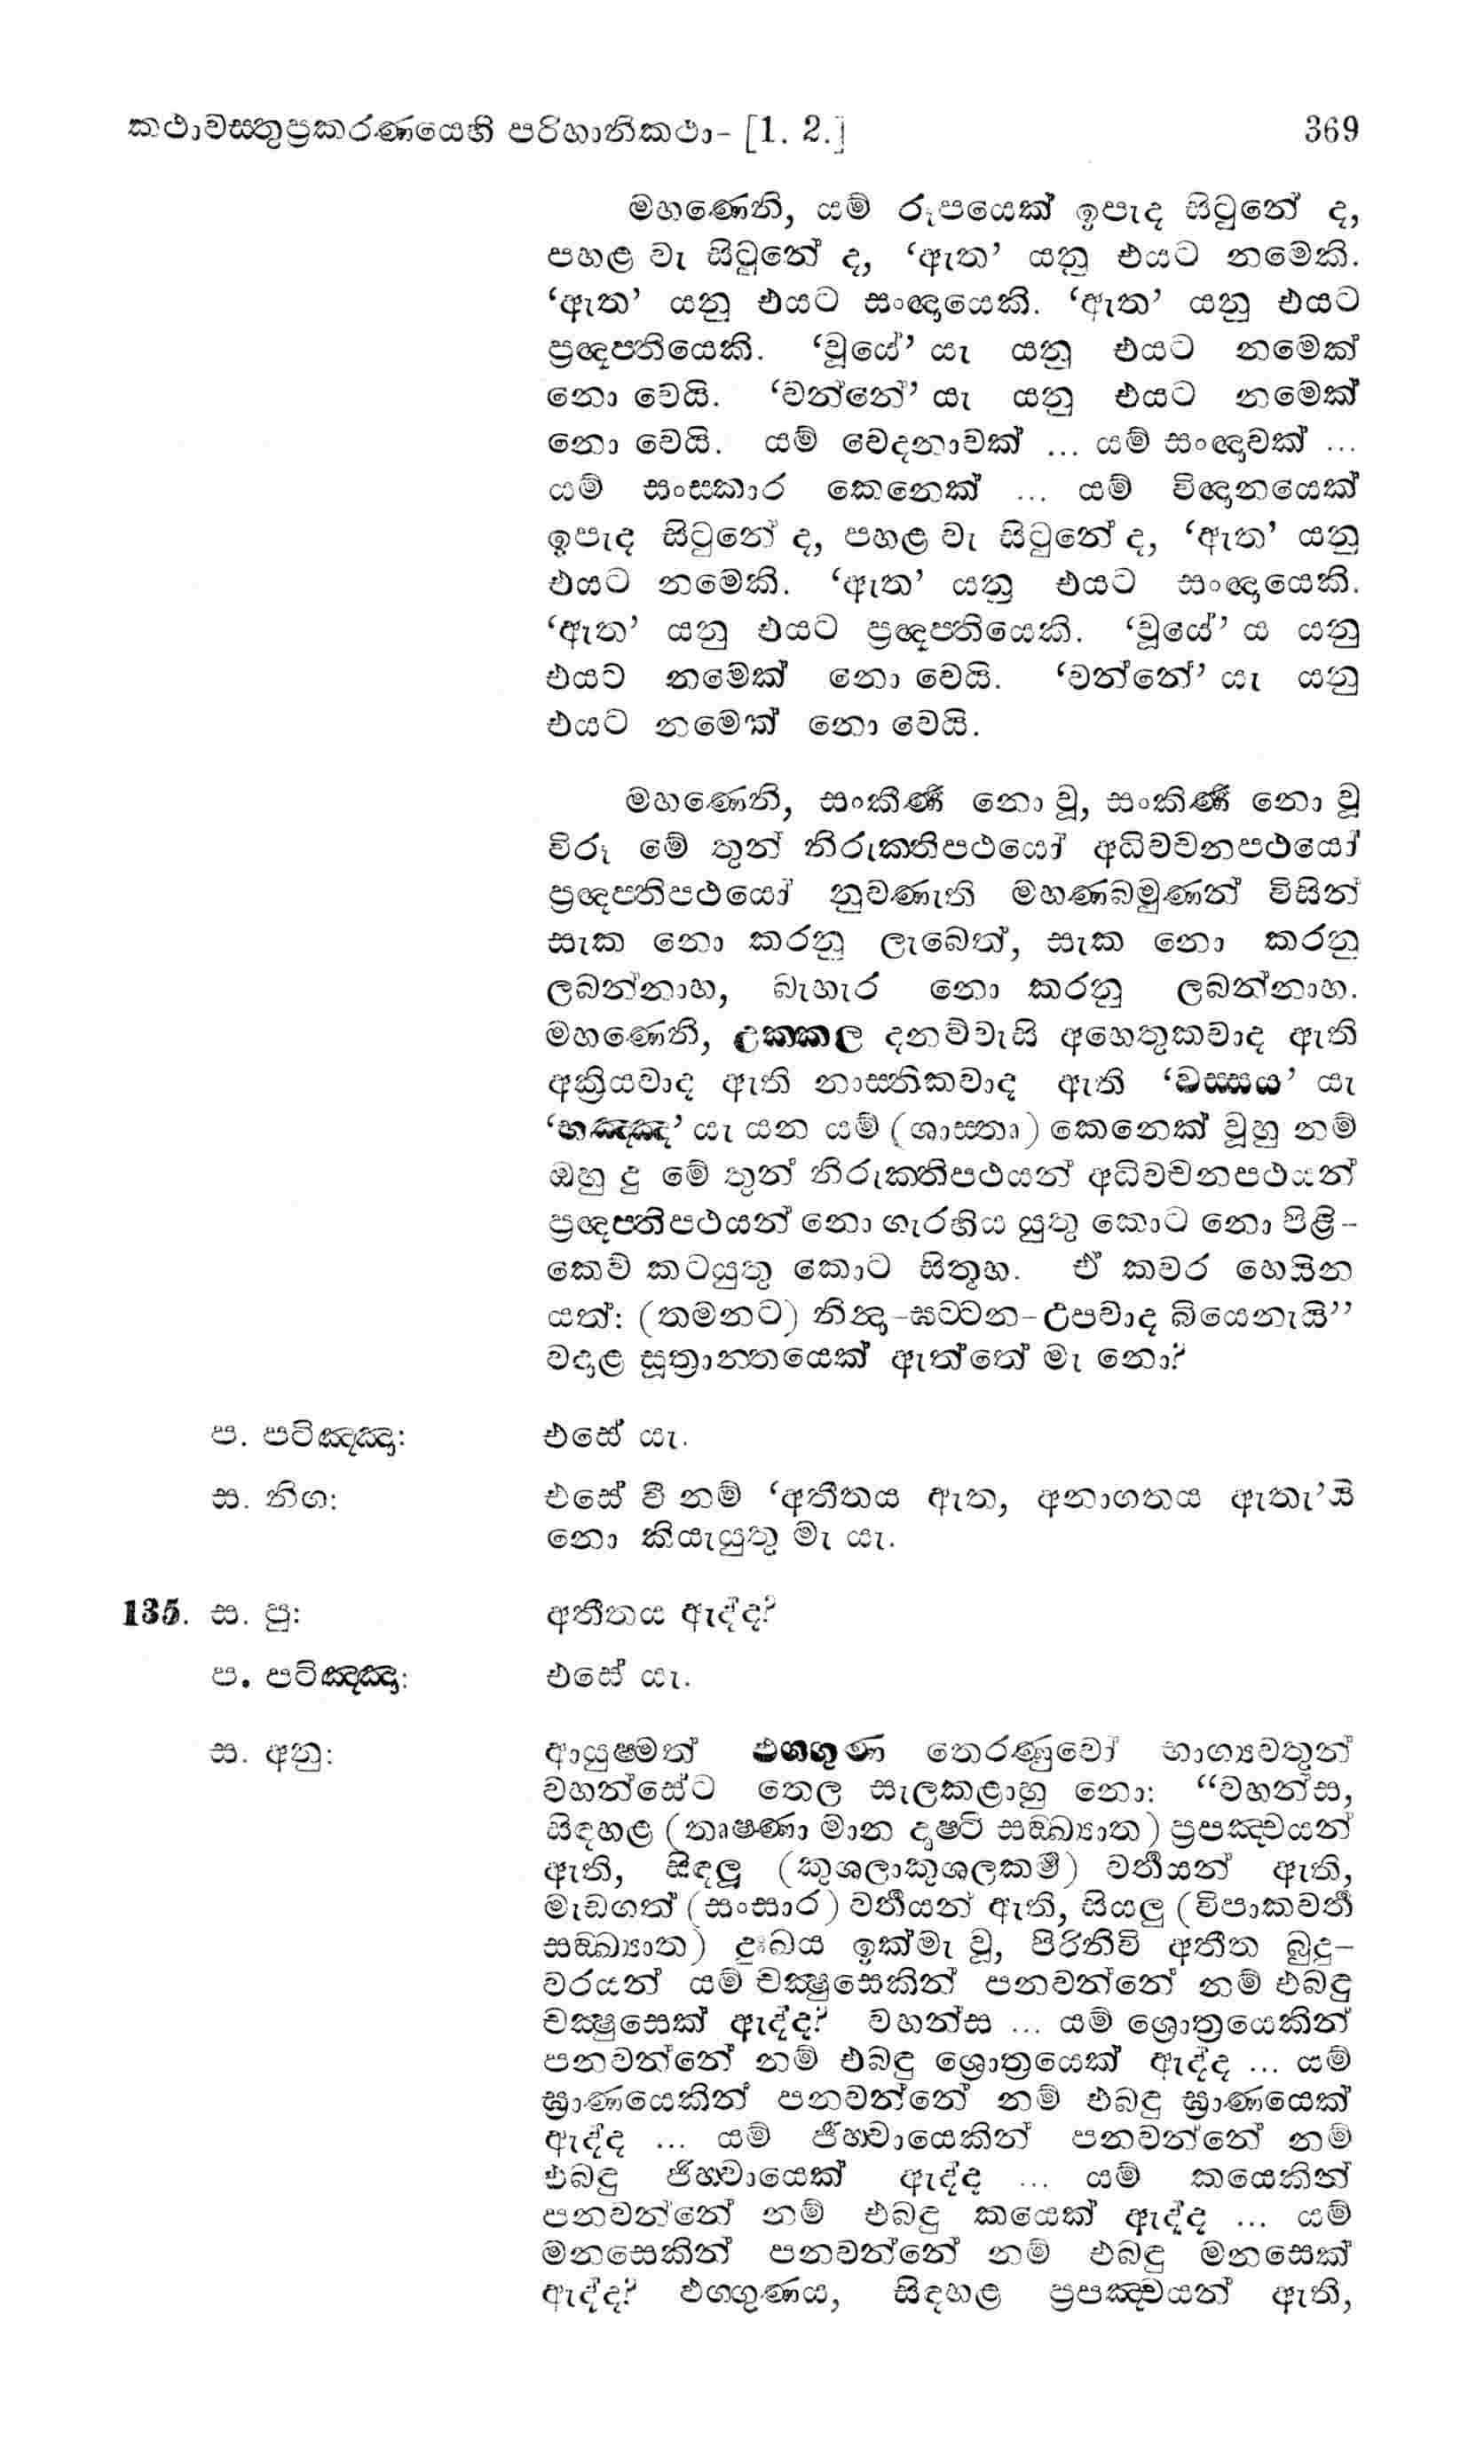 කථාවස්තුප්‍රකරණයෙහි පරිහානිකථා- [1. 2.] 369
මහණෙනි, යම් රූපයෙක් ඉපැද සිටුනේ ද,
පහළ වැ සිටුනේ ද, ‘ඇත’ යනු එයට නමෙකි.
‘ඇත’ යනු එයට සංඥායෙකි. ‘ඇත’ යනු එයට
ප්‍රඥප්තියෙකි. ‘වූයේ’ යැ යනු එයට නමෙක්
නො වෙයි. ‘වන්නේ’ යැ යනු එයට නමෙක්
නො වෙයි. යම් වෙදනාවක් ... යම් සංඥාවක් ...
යම් සංස්කාර කෙනෙක් ... යම් විඥානයෙක්
ඉපැද සිටුනේ ද, පහළ වැ සිටුනේ ද, ‘ඇත’ යනු
එයට නමෙකි. ‘ඇත’ යනු එයට සංඥායෙකි.
‘ඇත’ යනු එයට ප්‍රඥප්තියෙකි. ‘වූයේ’ ය යනු
එයට නමෙක් නො වෙයි. ‘වන්නේ’ යැ යනු
එයට නමෙක් නො වෙයි.
මහණෙනි, සංකීර්ණ නො වූ, සංකිර්ණ නො වූ
විරූ මේ තුන් නිරුක්තිපථයෝ අධිවචනපථයෝ
ප්‍රඥප්තිපථයෝ නුවණැති මහණබමුණන් විසින්
සැක නො කරනු ලැබෙත්, සැක නො කරනු
ලබන්නාහ, බැහැර නො කරනු ලබන්නාහ.
මහණෙනි, උක්කල දනව්වැසි අහෙතුකවාද ඇති
අක්‍රියවාද ඇති නාස්තිකවාද ඇති ‘වස්සය’ යැ
‘භඤ්ඤ’ යැ යන යම් (ශාස්තෘ) කෙනෙක් වූහු නම්
ඔහු දු මේ තුන් නිරුක්තිපථයන් අධිවචනපථයන්
ප්‍රඥප්තිපථයන් නො ගැරහිය යුතු කොට නො පිළි-
කෙව් කටයුතු කොට සිතූහ. ඒ කවර හෙයින
යත්: (තමනට) නින්‍දා-ඝට්ටන-උපවාද බියෙනැයි”
වදාළ සූත්‍රාන්තයෙක් ඇත්තේ මැ නො?
ප. පටිඤ්ඤා: එසේ යැ.
ස. නිග: එසේ වී නම් ‘අතීතය ඇත, අනාගතය ඇතැ’යි
නො කියැයුතු මැ යැ.
135. ස. පු: අතීතය ඇද්ද?
ප. පටිඤ්ඤා: එසේ යැ.
ස. අනු: ආයුෂ්මත් ඵග්ගුණ තෙරණුවෝ භාග්‍යවතුන්
වහන්සේට තෙල සැලකළාහු නො: “වහන්ස,
සිඳහළ (තෘෂ්ණා මාන දෘෂ්ටි සඞ්ඛ්‍යාත) ප්‍රපඤ්චයන්
ඇති, සිඳලූ (කුශලාකුශලකර්ම) වර්තයන් ඇති,
මැඩගත් (සංසාර) වර්තයන් ඇති, සියලු (විපාකවර්ත
සඞ්ඛ්‍යාත) දුඃඛය ඉක්මැ වූ, පිරිනිවි අතීත බුදු-
වරයන් යම් චක්‍ෂුසෙකින් පනවන්නේ නම් එබඳු
චක්‍ෂුසෙක් ඇද්ද? වහන්ස ... යම් ශ්‍රොත්‍රයෙකින්
පනවන්නේ නම් එබඳු ශ්‍රොත්‍රයෙක් ඇද්ද ... යම්
ඝ්‍රාණයෙකින් පනවන්නේ නම් එබඳු ඝ්‍රාණයෙක්
ඇද්ද ... යම් ජිහ්වායෙකින් පනවන්නේ නම්
එබඳු ජිහ්වායෙක් ඇද්ද ... යම් කයෙකින්
පනවන්නේ නම් එබඳු කයෙක් ඇද්ද ... යම්
මනසෙකින් පනවන්නේ නම් එබඳු මනසෙක්
ඇද්ද? ඵග්ගුණය, සිඳහළ ප්‍රපඤ්චයන් ඇති,